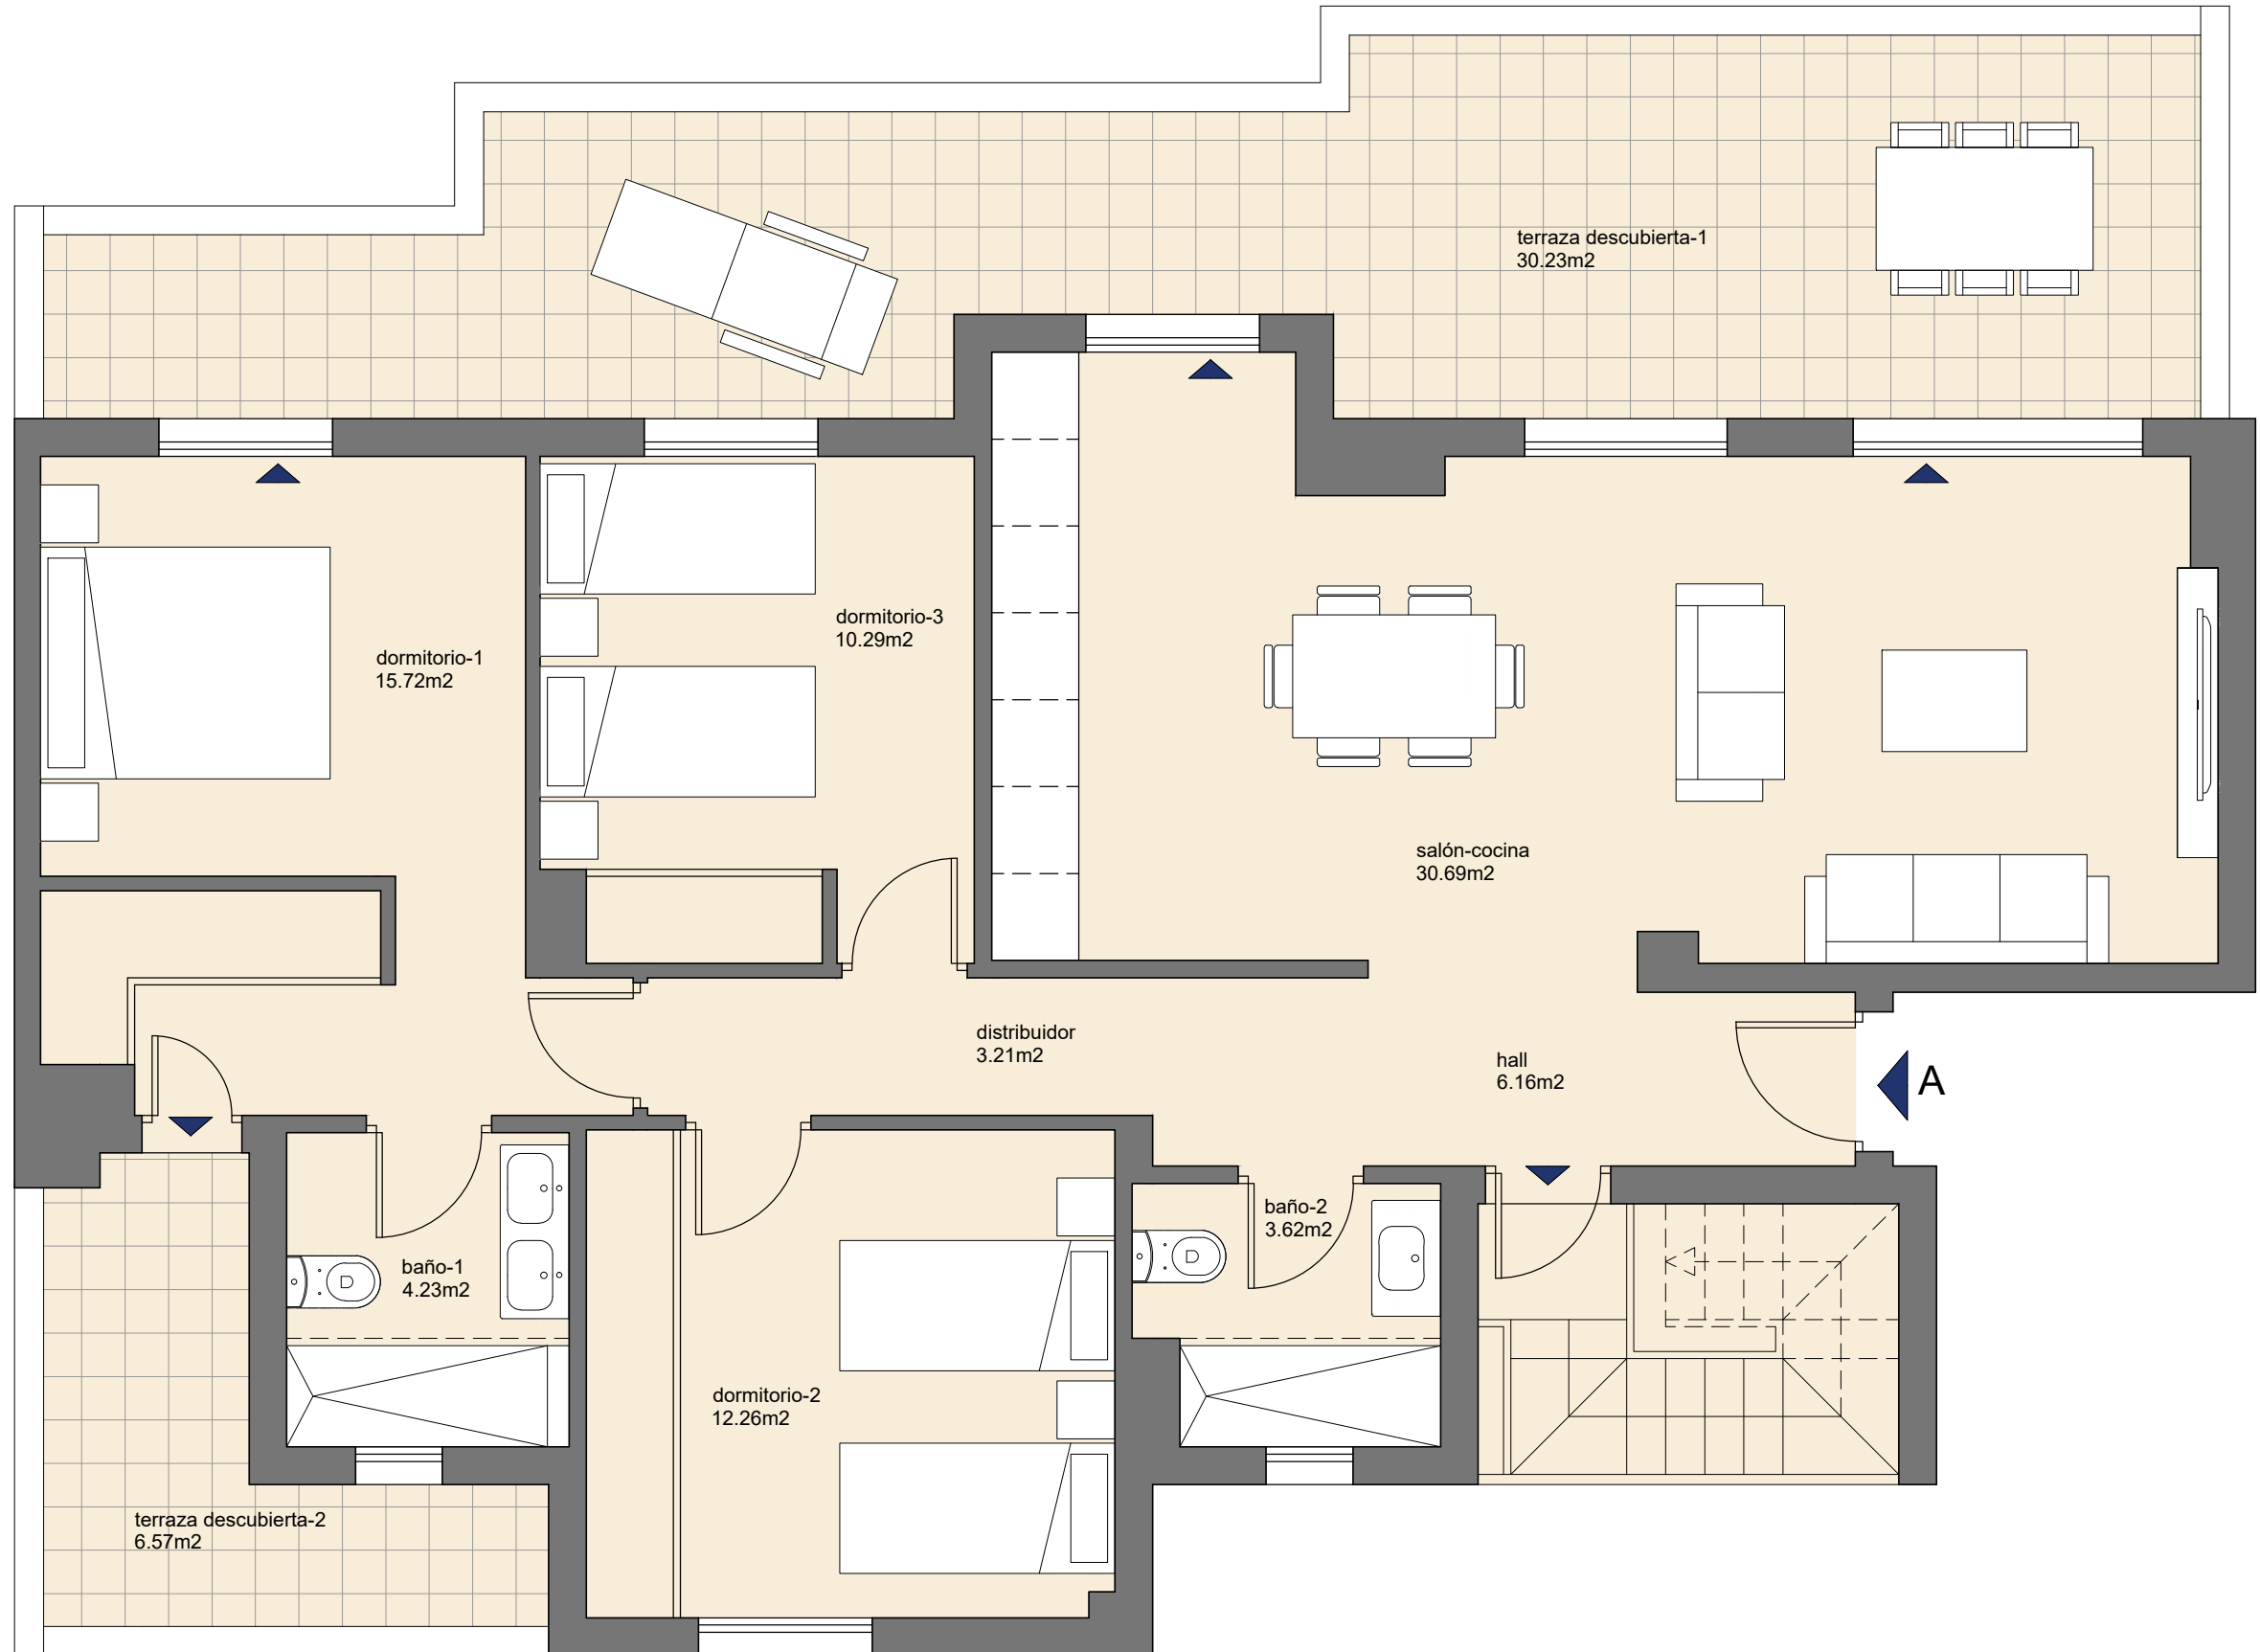 terraza descubierta-1
30.23m2
dormitorio-3
10.29m2
dormitorio-1
15.72m2
salón-cocina
30.69m2
distribuidor
3.21m2
hall
6.16m2
A
baño-2
3.62m2
baño-1
4.23m2
dormitorio-2
12.26m2
terraza descubierta-2
6.57m2